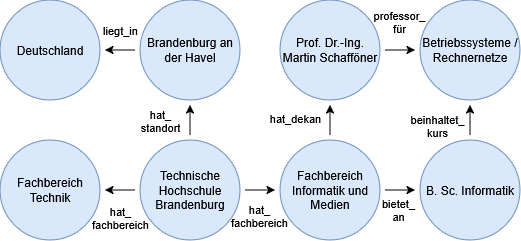 Deutschland
liegt_in
Brandenburg an
der Havel
Prof. Dr.-Ing.
Martin Schafföner
professor_
für
Betriebssysteme /
Rechnernetze
hat_
standort
hat_dekan
beinhaltet_
kurs
Fachbereich
Technik
hat_
fachbereich
Technische
Hochschule
Brandenburg
hat_
fachbereich
Fachbereich
Informatik und
Medien
bietet_
an
B. Sc. Informatik